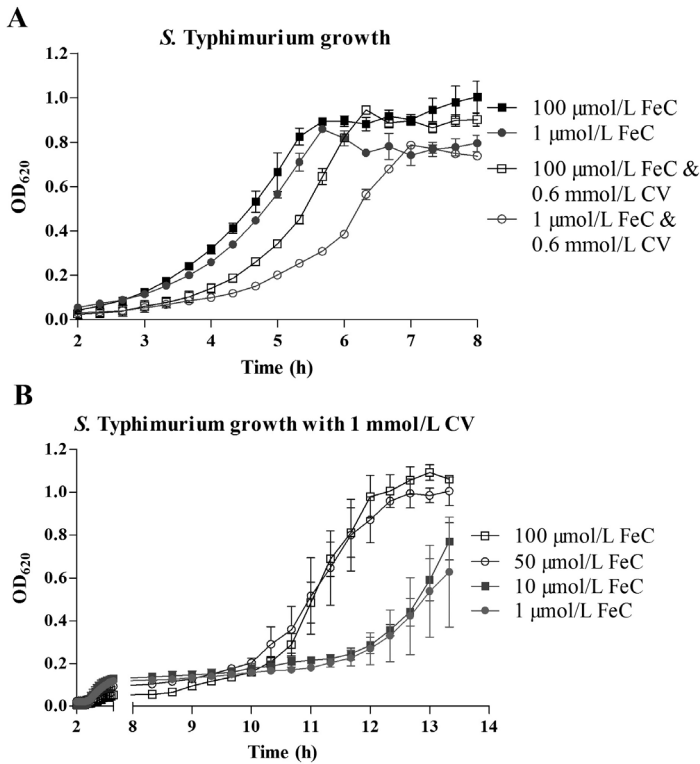 A
S. Typhimurium growth
1.2
1.0
0.8
0.6
0.4
0.2
0.0
OD620
2 3 4 5 6 7 8
Time (h)
100 μmol/L FeC
1 μmol/L FeC
100 μmol/L FeC &
0.6 mmol/L CV
1 μmol/L FeC &
0.6 mmol/L CV
B
S. Typhimurium growth with 1 mmol/L CV
1.2
1.0
0.8
0.6
0.4
0.2
0.0
OD620
2 8 9 10 11 12 13 14
Time (h)
100 μmol/L FeC
50 μmol/L FeC
10 μmol/L FeC
1 μmol/L FeC